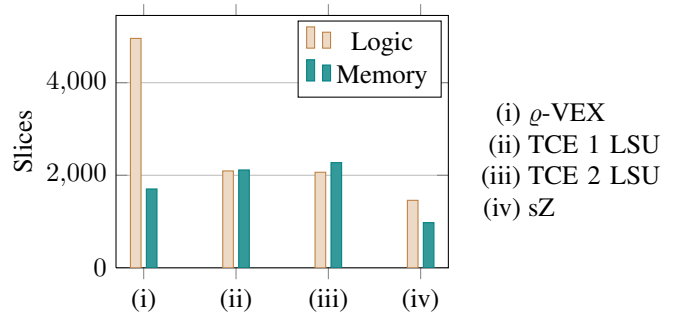 Logic
Memory
4,000
2,000
0
Slices
(i) (ii) (iii) (iv)
(i) ϱ-VEX
(ii) TCE 1 LSU
(iii) TCE 2 LSU
(iv) sZ